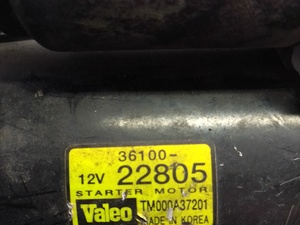 36100-
12V 22805
STARTER MOTOR
Valeo TM000A37201
MADE IN KOREA